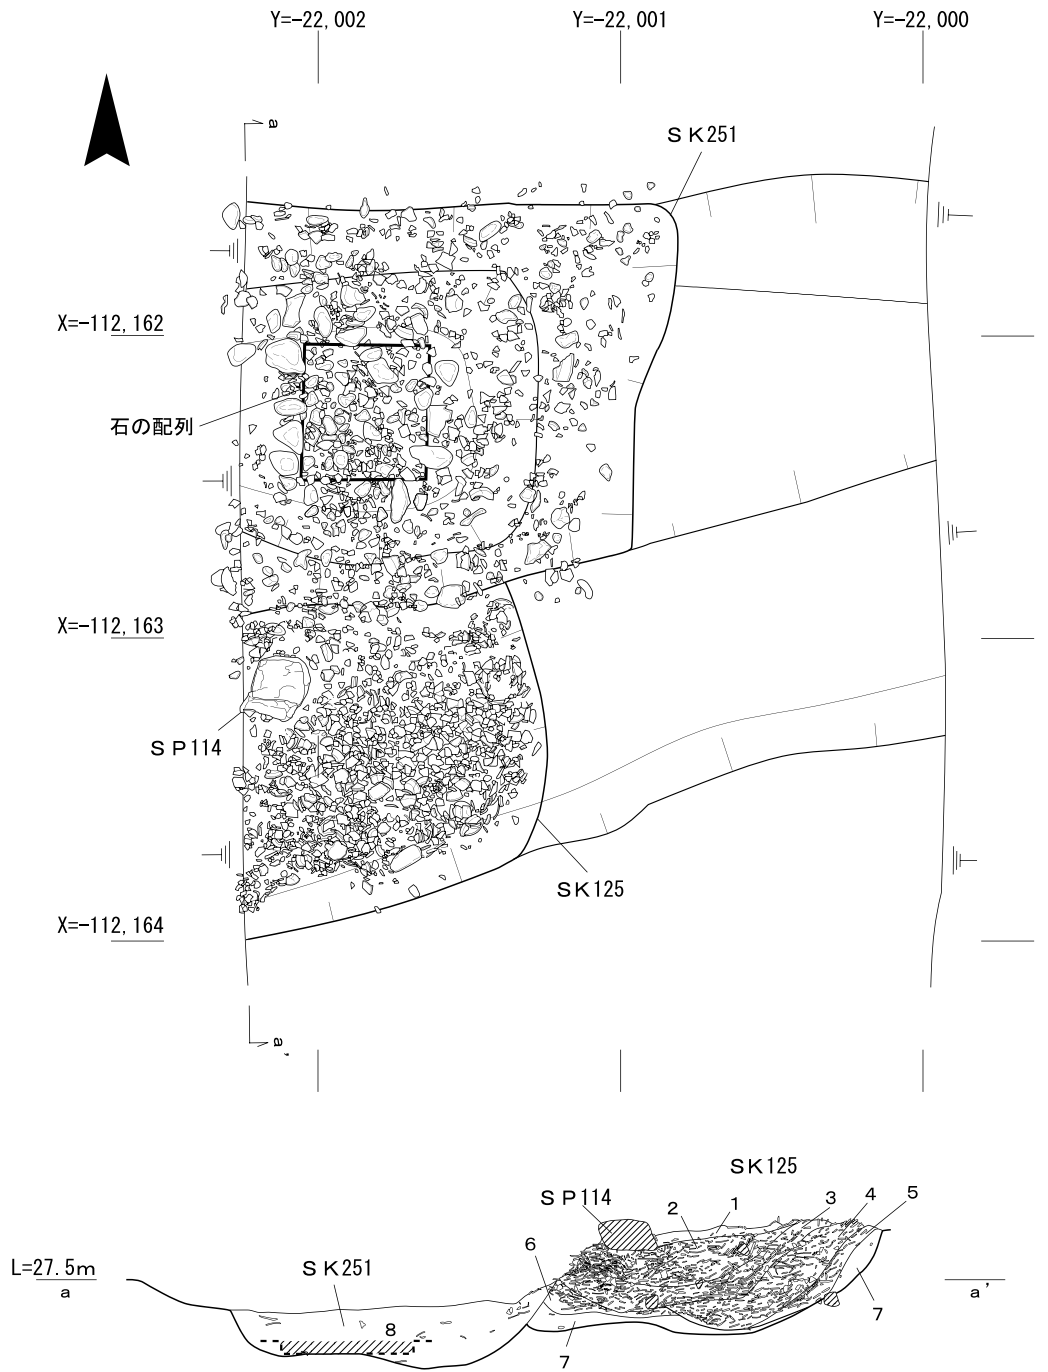 Y=-22,002
Y=-22,001
Y=-22,000
a
SK251
X=-112,162
石の配列
X=-112,163
SP114
SK125
X=-112,164
a'
SK125
SP114
2
1
3
4
5
6
L=27.5m
a
SK251
8
7
7
a'